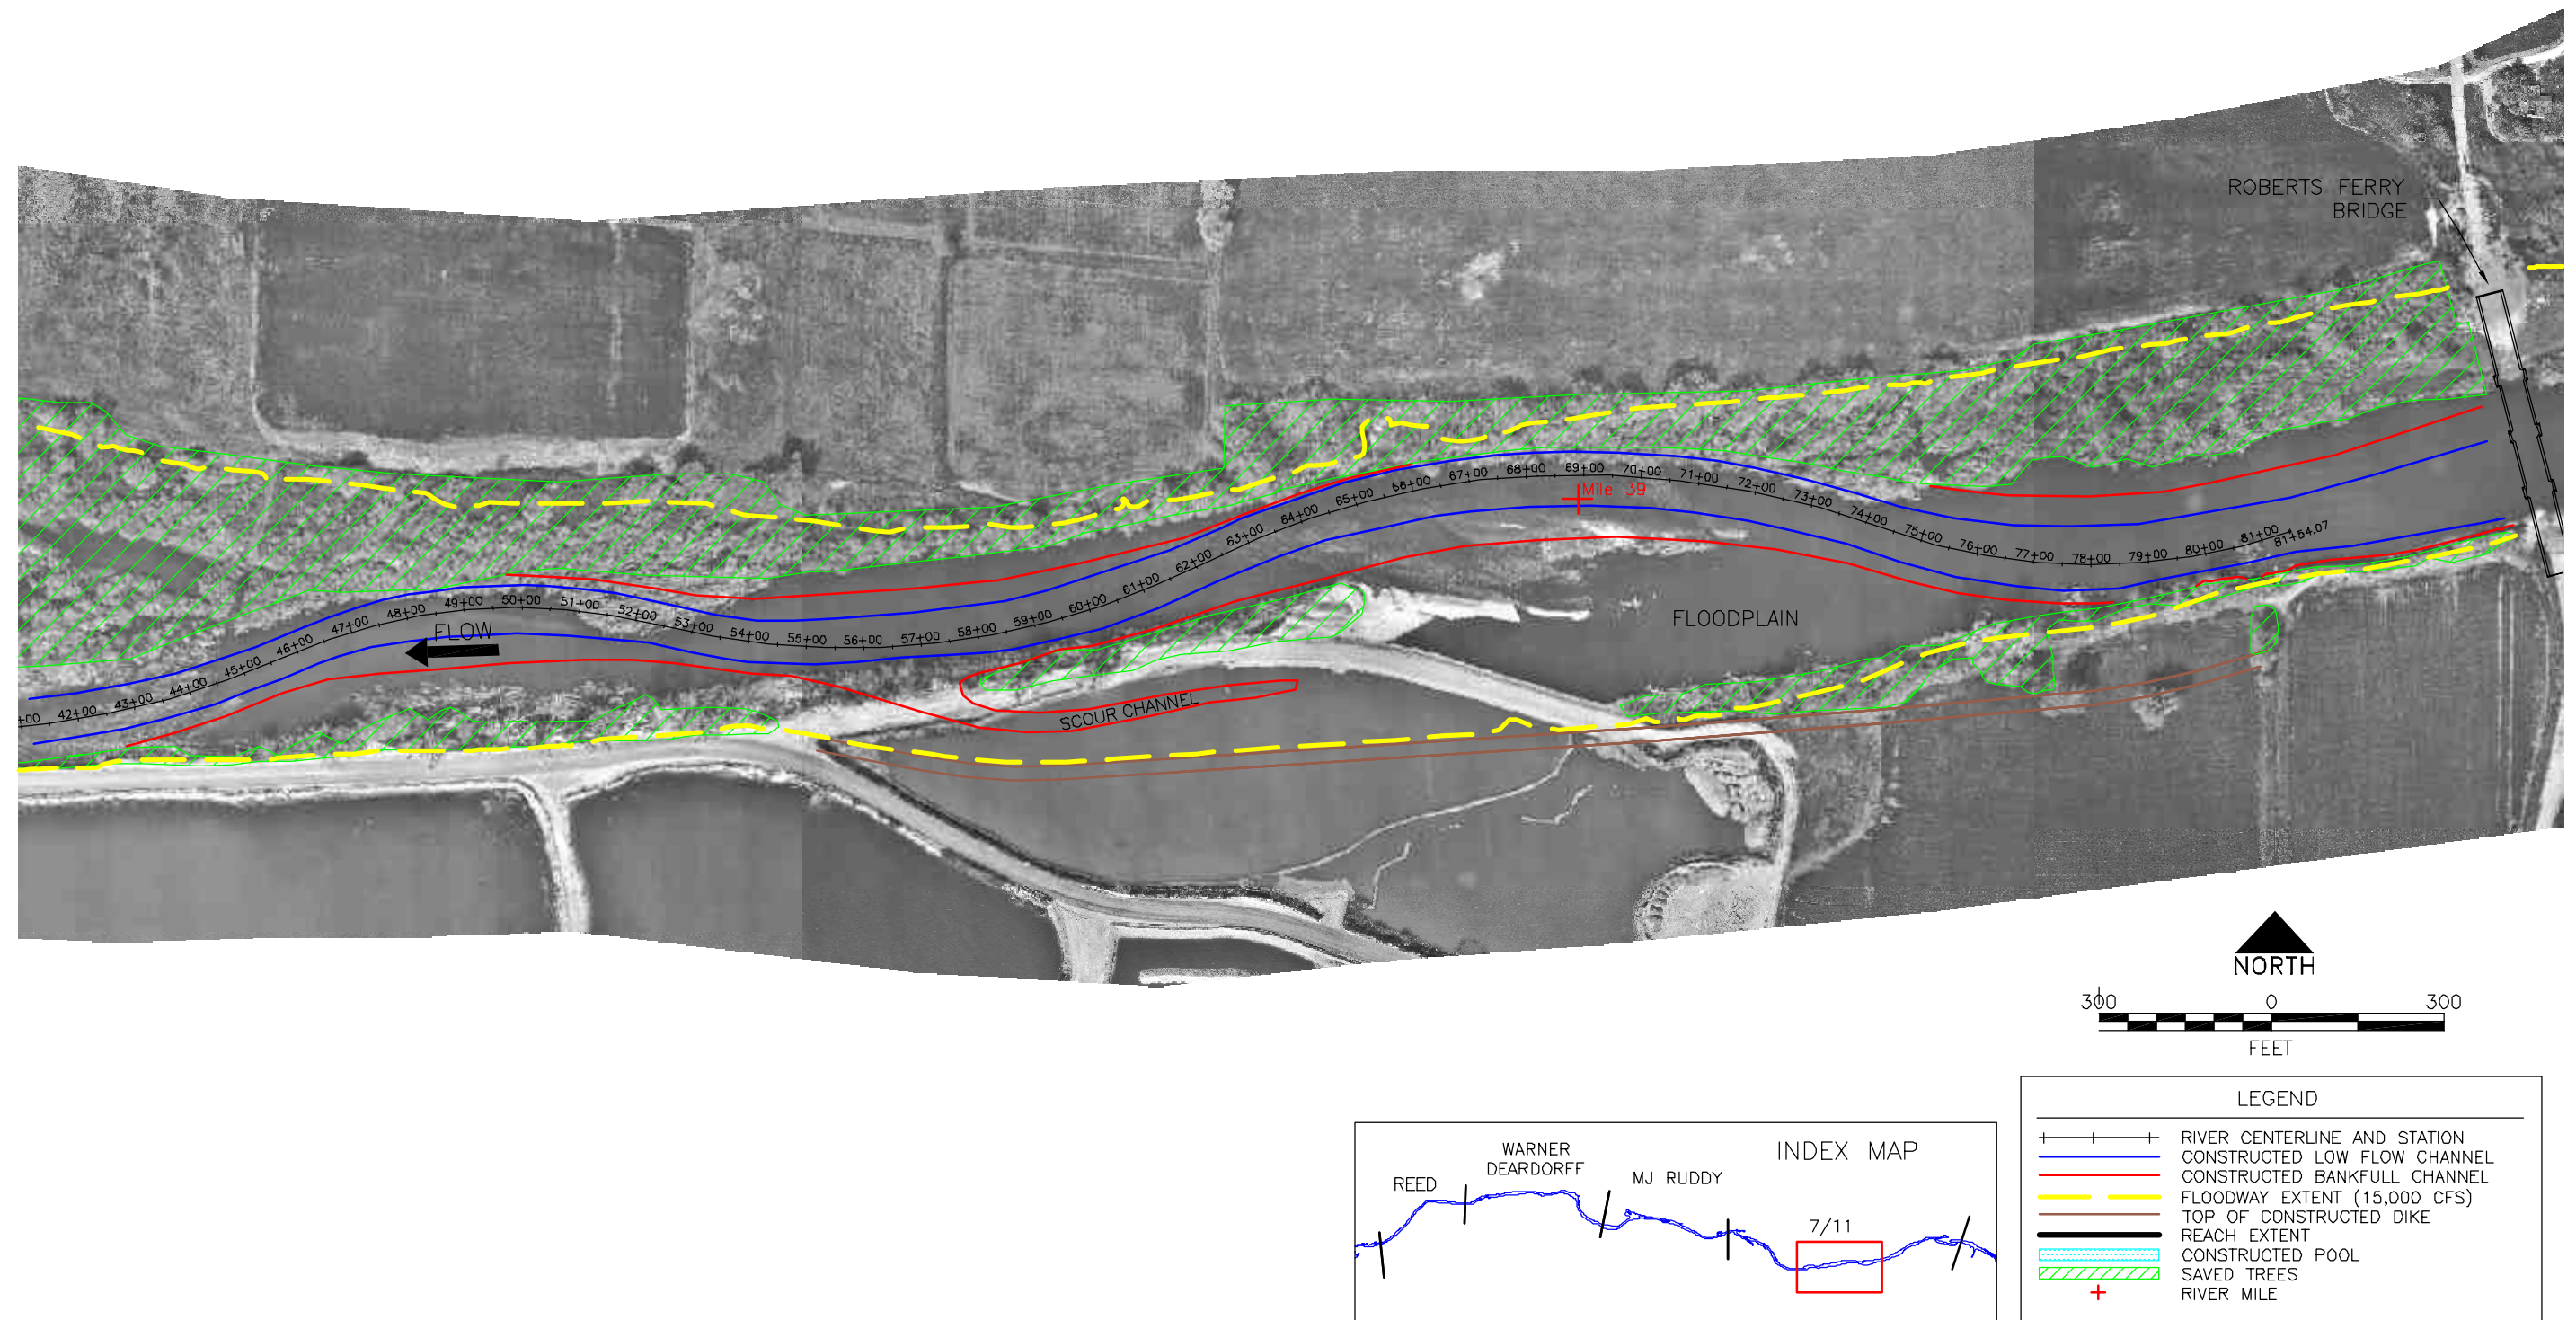 ROBERTS FERRY
BRIDGE
+00
42+00
43+00
44+00
45+00
46+00
47+00
48+00
49+00
50+00
51+00
52+00
53+00
54+00
55+00
56+00
57+00
58+00
59+00
60+00
61+00
62+00
63+00
64+00
65+00
66+00
67+00
68+00
69+00
70+00
71+00
72+00
73+00
74+00
75+00
76+00
77+00
78+00
79+00
80+00
81+00
81+54.07
Mile 39
FLOW
FLOODPLAIN
SCOUR CHANNEL
NORTH
300 0 300
FEET
INDEX MAP
REED
WARNER
DEARDORFF
MJ RUDDY
7/11
LEGEND
RIVER CENTERLINE AND STATION
CONSTRUCTED LOW FLOW CHANNEL
CONSTRUCTED BANKFULL CHANNEL
FLOODWAY EXTENT (15,000 CFS)
TOP OF CONSTRUCTED DIKE
REACH EXTENT
CONSTRUCTED POOL
SAVED TREES
RIVER MILE